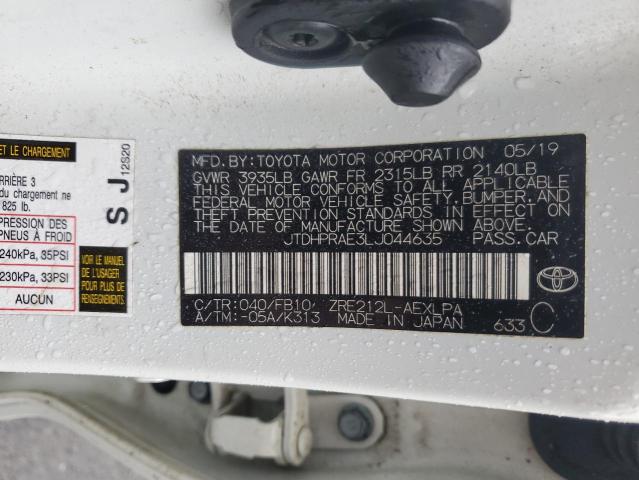 ET LE CHARGEMENT
RRIÈRE 3
du chargement ne
825 lb.
PRESSION DES
PNEUS À FROID
240kPa, 35PSI
230kPa, 33PSI
AUCUN
VOIR LE MANUEL
DE L'USAGER
POUR PLUS DE
RENSEIGNEMENTS
S J 12S20
MFD. BY: TOYOTA MOTOR CORPORATION 05/19
GVWR 3935LB GAWR FR 2315LB RR 2140LB
THIS VEHICLE CONFORMS TO ALL APPLICABLE
FEDERAL MOTOR VEHICLE SAFETY, BUMPER, AND
THEFT PREVENTION STANDARDS IN EFFECT ON
THE DATE OF MANUFACTURE SHOWN ABOVE.
JTDHPRAE3LJ044635 PASS. CAR
C/TR: 040/FB10 ZRE212L-AEXLPA
A/TM: -05A/K313 MADE IN JAPAN 633 C